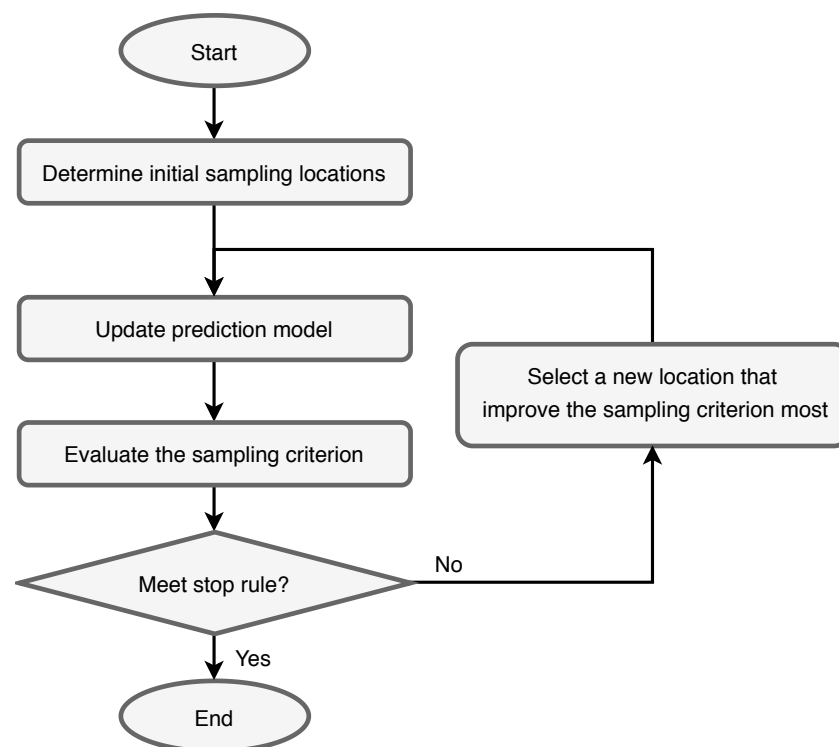 Start
Determine initial sampling locations
Update prediction model
Select a new location that
improve the sampling criterion most
Evaluate the sampling criterion
No
Meet stop rule?
Yes
End